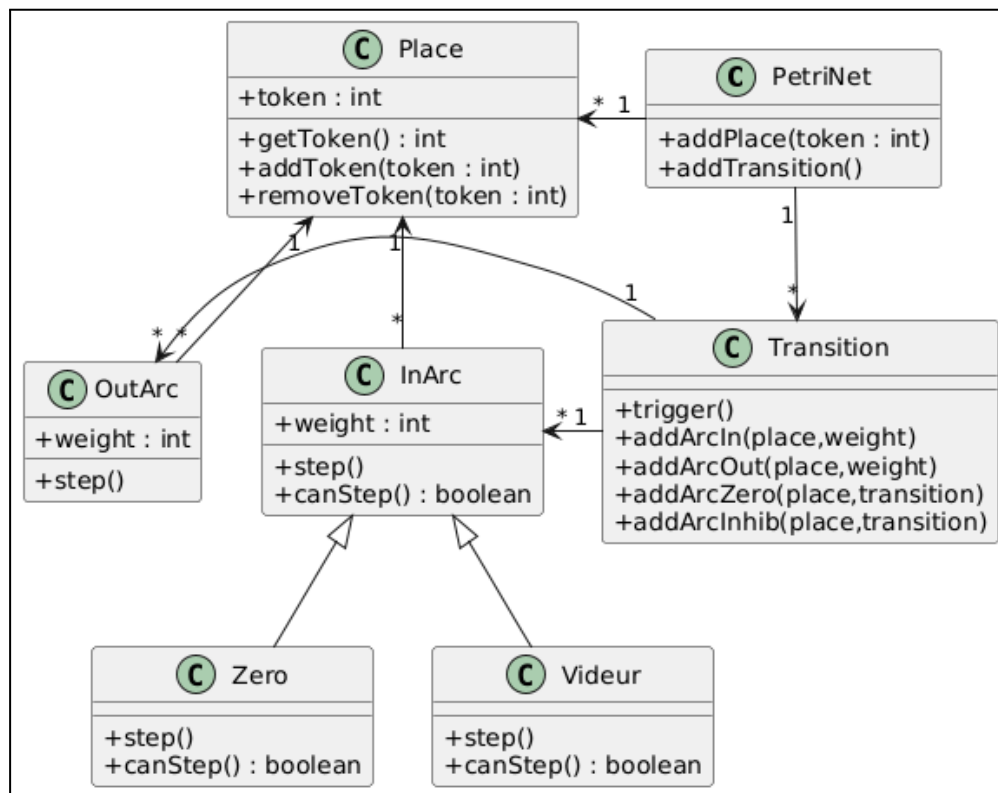 C Place
+token : int
+getToken() : int
+addToken(token : int)
+removeToken(token : int)
C PetriNet
+addPlace(token : int)
+addTransition()
* 1
1
*
1
1
1
*
* *
C OutArc
+weight : int
+step()
C InArc
+weight : int
+step()
+canStep() : boolean
* 1
C Transition
+trigger()
+addArcIn(place,weight)
+addArcOut(place,weight)
+addArcZero(place,transition)
+addArcInhib(place,transition)
C Zero
+step()
+canStep() : boolean
C Videur
+step()
+canStep() : boolean